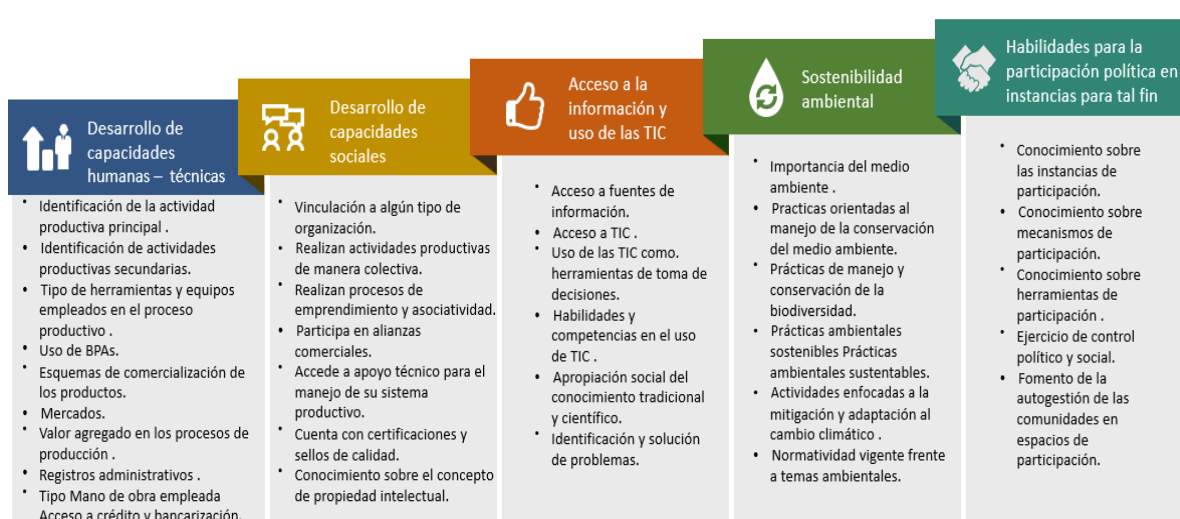 Desarrollo de
capacidades
humanas – técnicas
Identificación de la actividad
productiva principal .
Identificación de actividades
productivas secundarias.
Tipo de herramientas y equipos
empleados en el proceso
productivo .
Uso de BPAs.
Esquemas de comercialización de
los productos.
Mercados.
Valor agregado en los procesos de
producción .
Registros administrativos .
Tipo Mano de obra empleada
Acceso a crédito y bancarización.
Desarrollo de
capacidades
sociales
Vinculación a algún tipo de
organización.
Realizan actividades productivas
de manera colectiva.
Realizan procesos de
emprendimiento y asociatividad.
Participa en alianzas
comerciales.
Accede a apoyo técnico para el
manejo de su sistema
productivo.
Cuenta con certificaciones y
sellos de calidad.
Conocimiento sobre el concepto
de propiedad intelectual.
Acceso a la
información y
uso de las TIC
Acceso a fuentes de
información.
Acceso a TIC .
Uso de las TIC como.
herramientas de toma de
decisiones.
Habilidades y
competencias en el uso
de TIC .
Apropiación social del
conocimiento tradicional
y científico.
Identificación y solución
de problemas.
Sostenibilidad
ambiental
Importancia del medio
ambiente .
Practicas orientadas al
manejo de la conservación
del medio ambiente.
Prácticas de manejo y
conservación de la
biodiversidad.
Prácticas ambientales
sostenibles Prácticas
ambientales sustentables.
Actividades enfocadas a la
mitigación y adaptación al
cambio climático .
Normatividad vigente frente
a temas ambientales.
Habilidades para la
participación política en
instancias para tal fin
Conocimiento sobre
las instancias de
participación.
Conocimiento sobre
mecanismos de
participación.
Conocimiento sobre
herramientas de
participación .
Ejercicio de control
político y social.
Fomento de la
autogestión de las
comunidades en
espacios de
participación.